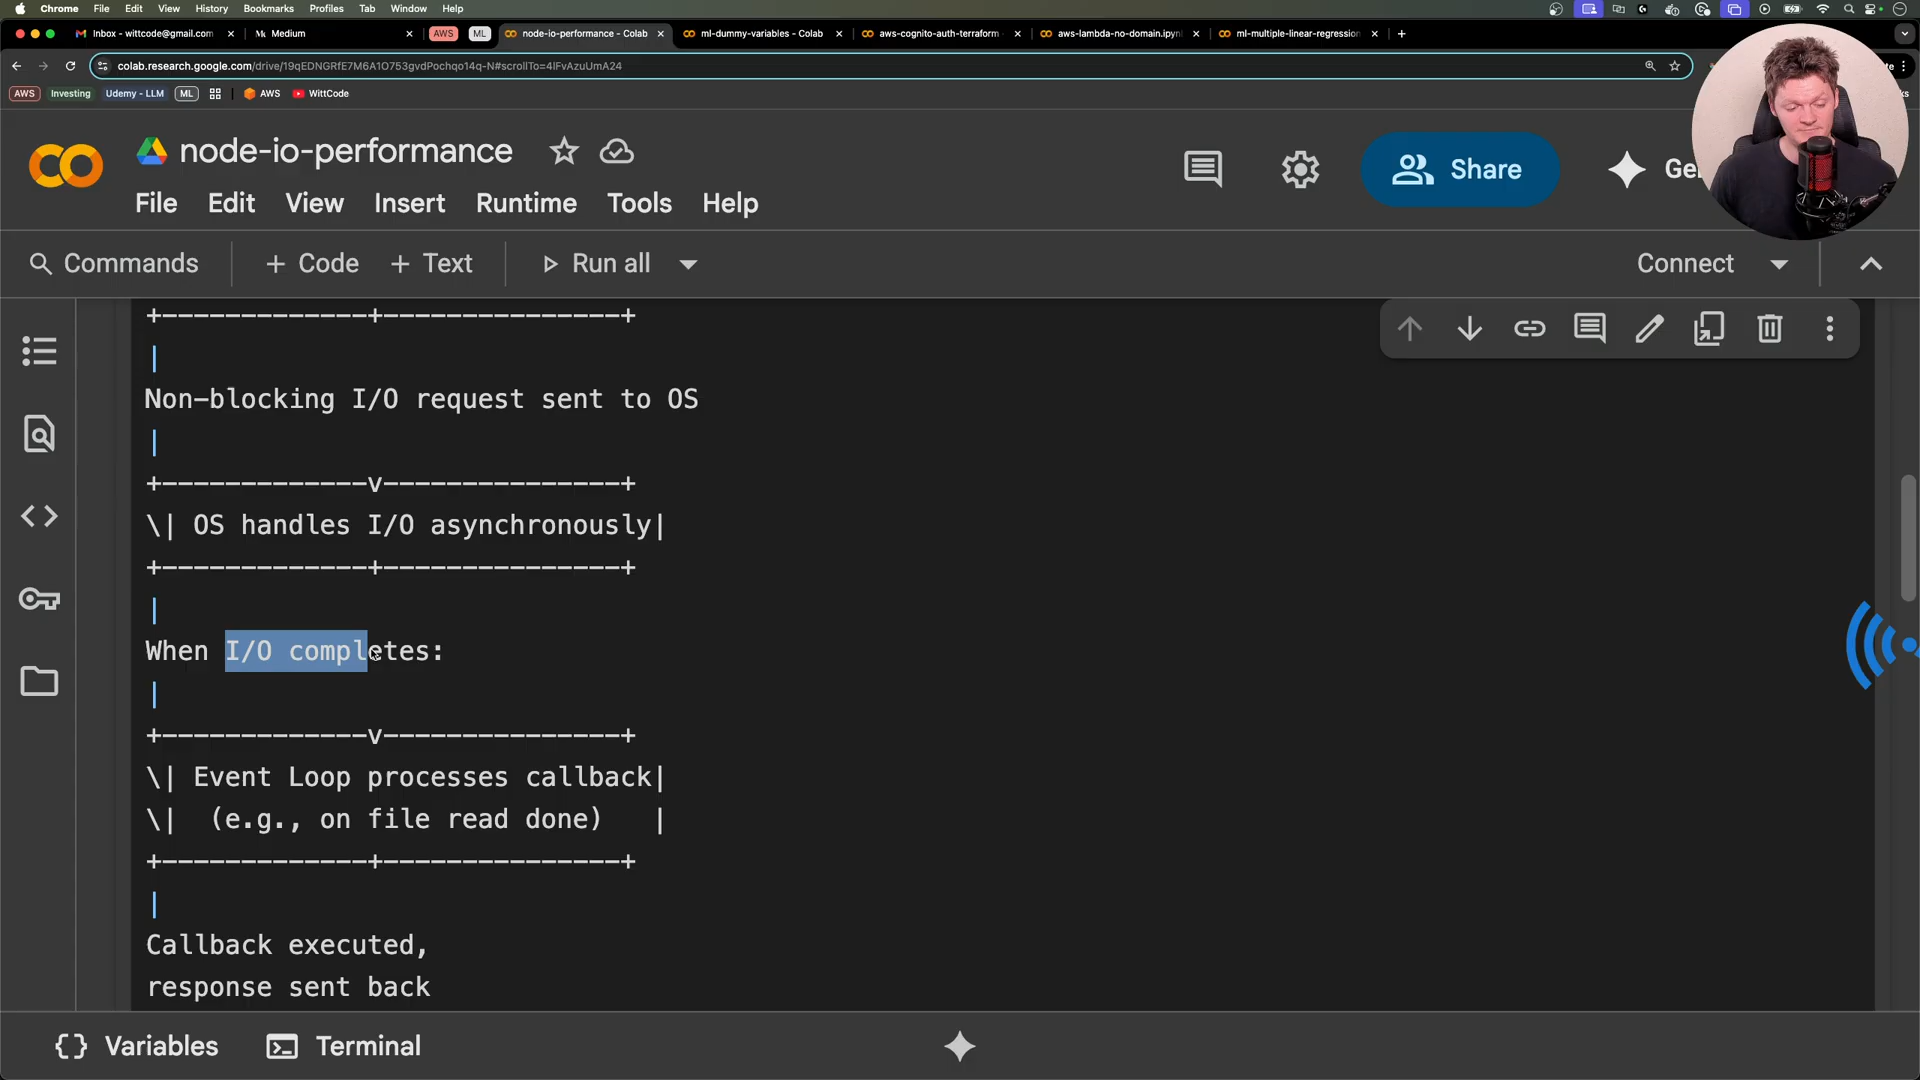 Chrome File Edit View History Bookmarks Profiles Tab Window Help
Inbox - wittcode@gmail.com Medium AWS ML node-io-performance - Colab ml-dummy-variables - Colab aws-cognito-auth-terraform aws-lambda-no-domain.ipyn ml-multiple-linear-regression
colab.research.google.com/drive/19qEDNGRfE7M6A1O753gvdPochqo14q-N#scrollTo=4IFvAzuUmA24
AWS Investing Udemy - LLM ML AWS WittCode
node-io-performance
Share
File Edit View Insert Runtime Tools Help
Commands + Code + Text Run all Connect
+-------------+---------------+
|
Non-blocking I/O request sent to OS
|
+-------------v---------------+
\| OS handles I/O asynchronously|
+-------------+---------------+
|
When I/O completes:
|
+-------------v---------------+
\| Event Loop processes callback|
\| (e.g., on file read done) |
+-------------+---------------+
|
Callback executed,
response sent back
Variables Terminal